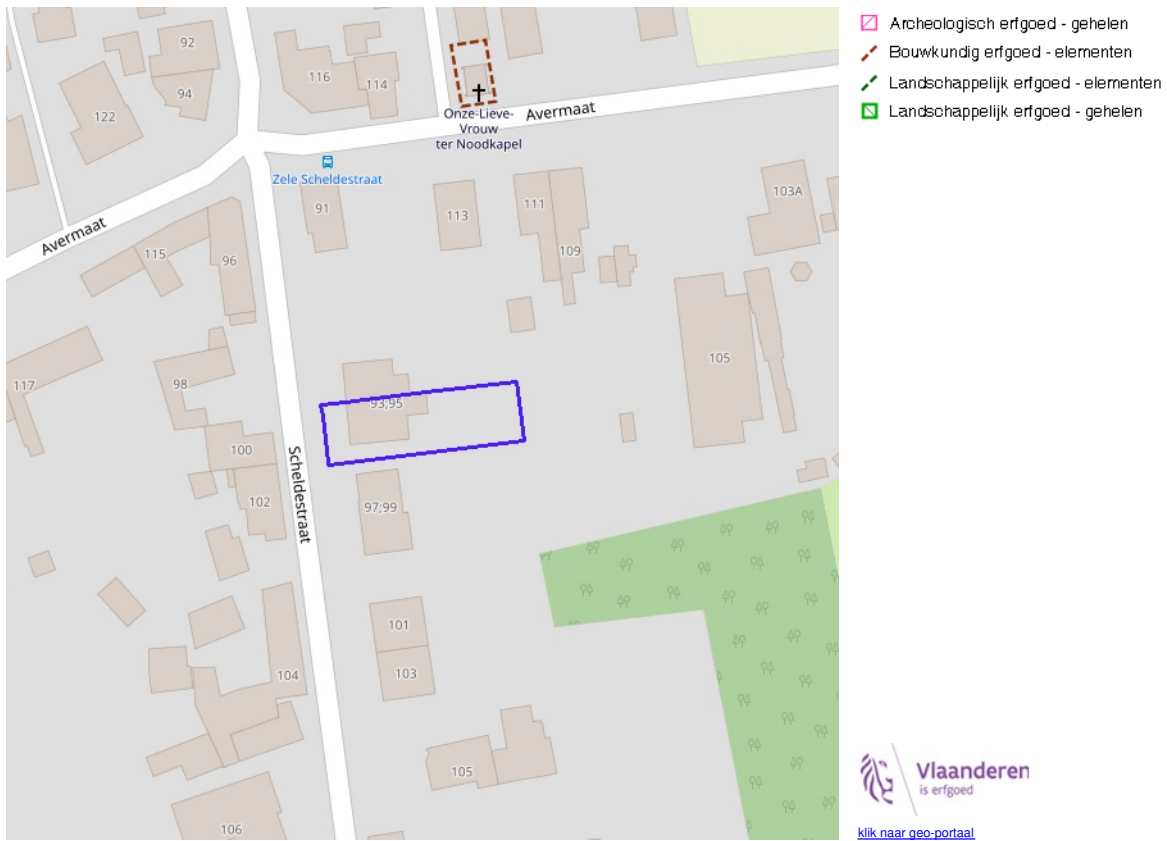 92
94
122
116
114
Onze-Lieve-
Vrouw
ter Noodkapel
Avermaat
Zele Scheldestraat
91
113
111
109
103A
Avermaat
115
96
105
117
98
93;95
100
102
Scheldestraat
97;99
101
103
104
105
106
Archeologisch erfgoed - gehelen
Bouwkundig erfgoed - elementen
Landschappelijk erfgoed - elementen
Landschappelijk erfgoed - gehelen
Vlaanderen
is erfgoed
klik naar geo-portaal